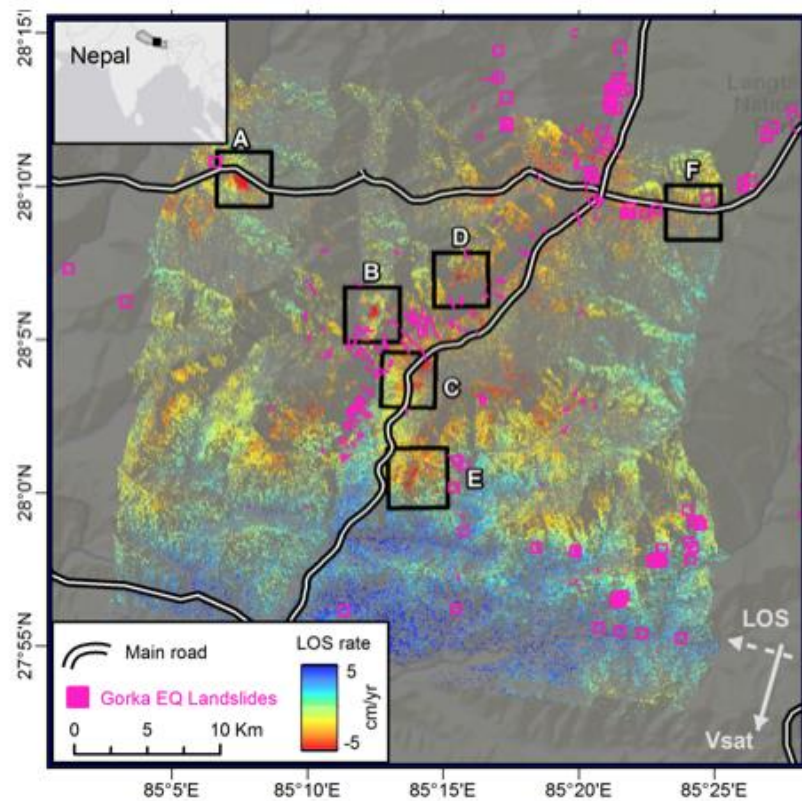 28°15'N
Nepal
Langt
Natio
A
F
28°10'N
D
B
28°5'N
C
E
28°0'N
27°55'N
LOS
Vsat
Main road
Gorka EQ Landslides
0 5 10 Km
LOS rate
5
cm/yr
-5
85°5'E 85°10'E 85°15'E 85°20'E 85°25'E